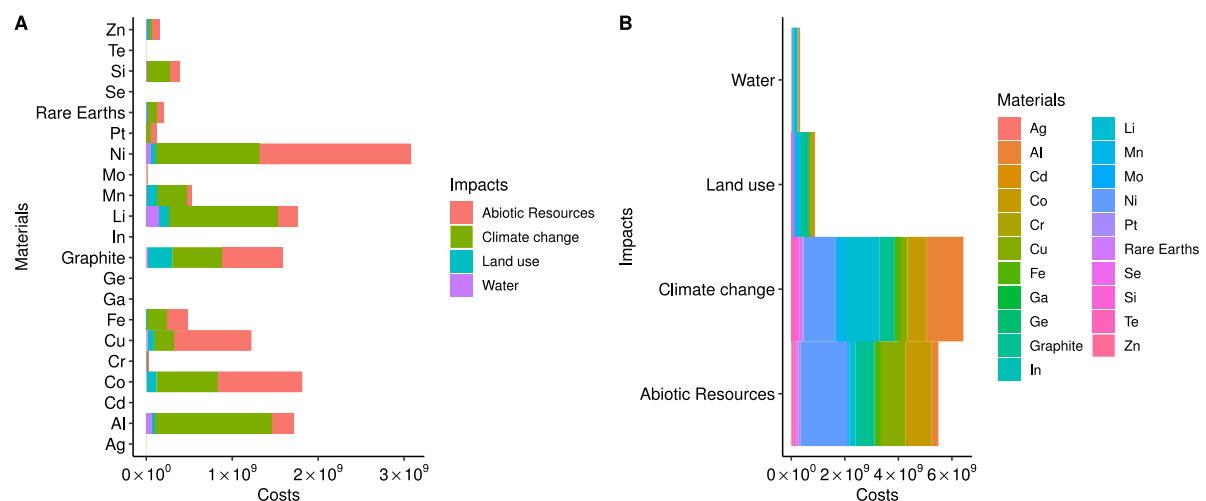 A
Materials
Zn
Te
Si
Se
Rare Earths
Pt
Ni
Mo
Mn
Li
In
Graphite
Ge
Ga
Fe
Cu
Cr
Co
Cd
Al
Ag
0×10⁰ 1×10⁹ 2×10⁹ 3×10⁹
Costs
Impacts
Abiotic Resources
Climate change
Land use
Water
B
Impacts
Water
Land use
Climate change
Abiotic Resources
0×10⁰ 2×10⁹ 4×10⁹ 6×10⁹
Costs
Materials
Ag
Al
Cd
Co
Cr
Cu
Fe
Ga
Ge
Graphite
In
Li
Mn
Mo
Ni
Pt
Rare Earths
Se
Si
Te
Zn